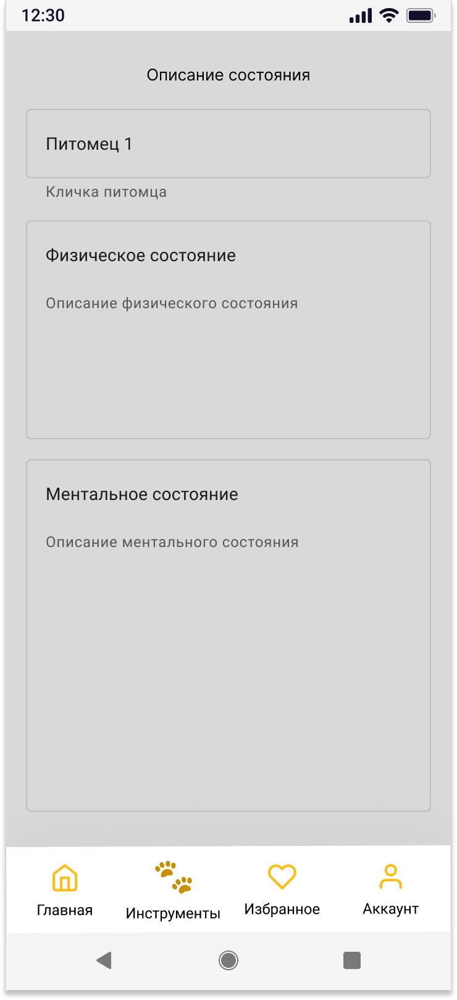 12:30
Описание состояния
Питомец 1
Кличка питомца
Физическое состояние
Описание физического состояния
Ментальное состояние
Описание ментального состояния
Главная
Инструменты
Избранное
Аккаунт